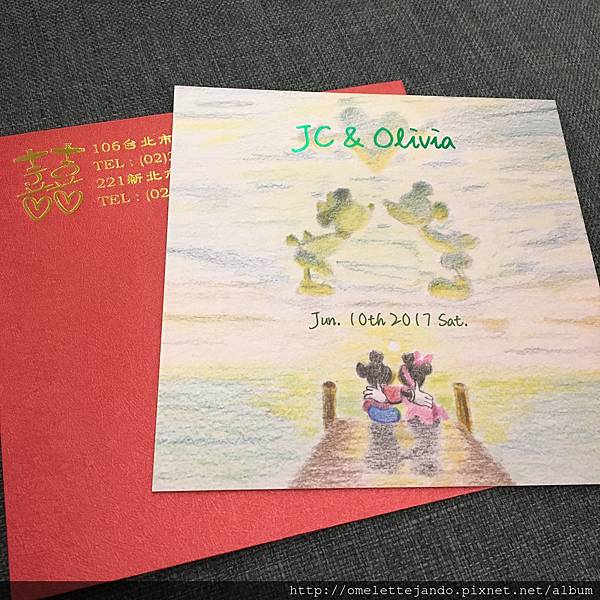 囍
106台北市
TEL : (02)
221新北市
TEL : (02
JC & Olivia
Jun. 10th 2017 Sat.
http://omelettejando.pixnet.net/album